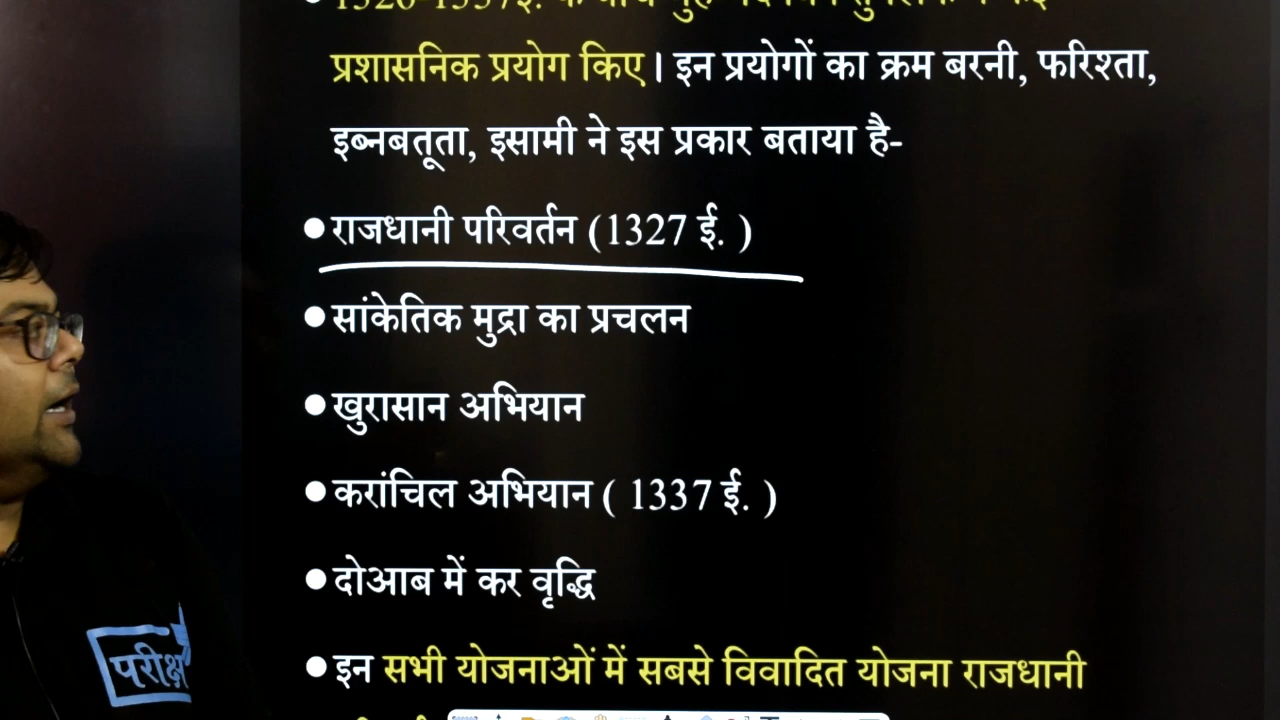 प्रशासनिक प्रयोग किए। इन प्रयोगों का क्रम बरनी, फरिश्ता,
इब्नबतूता, इसामी ने इस प्रकार बताया है-
●राजधानी परिवर्तन (1327 ई. )
●सांकेतिक मुद्रा का प्रचलन
●खुरासान अभियान
●करांचिल अभियान ( 1337 ई. )
●दोआब में कर वृद्धि
●इन सभी योजनाओं में सबसे विवादित योजना राजधानी
परीक्ष